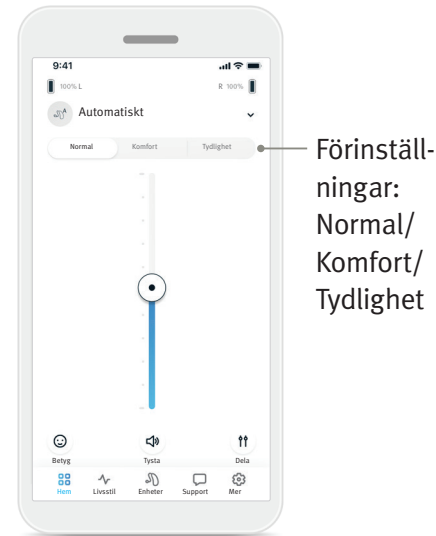 9:41
100% L
R 100%
Automatiskt
Normal Komfort Tydlighet
Förinställ-
ningar:
Normal/
Komfort/
Tydlighet
Betyg Tysta Dela
Hem Livsstil Enheter Support Mer